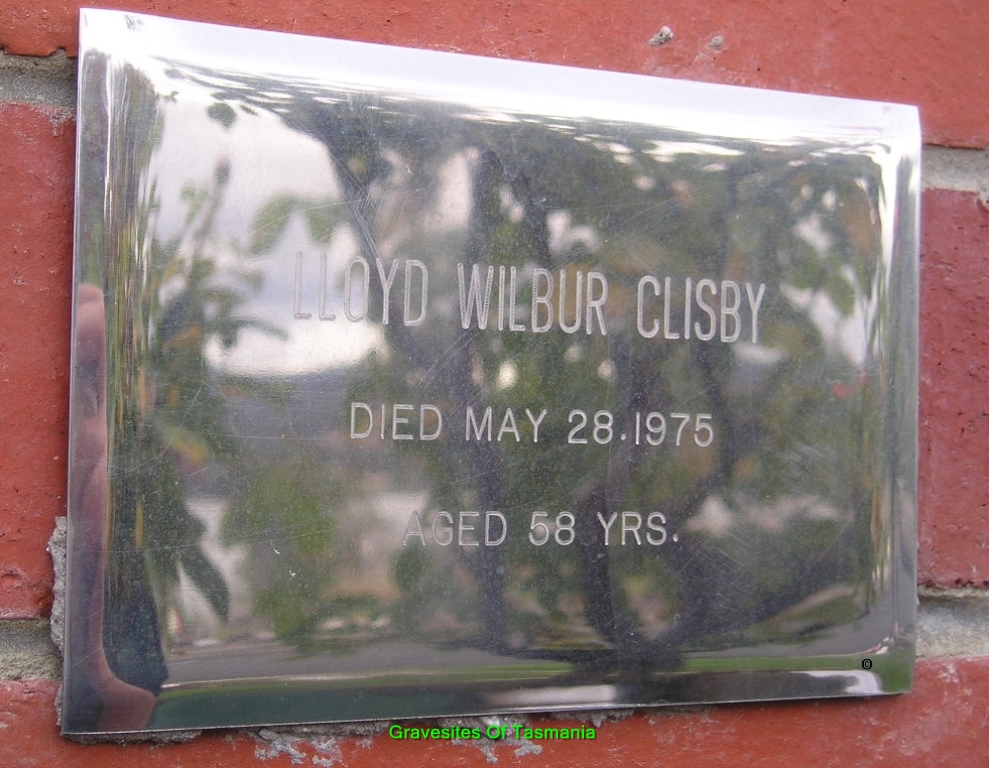 LLOYD WILBUR CLISBY
DIED MAY 28.1975
AGED 58 YRS.
©
Gravesites Of Tasmania